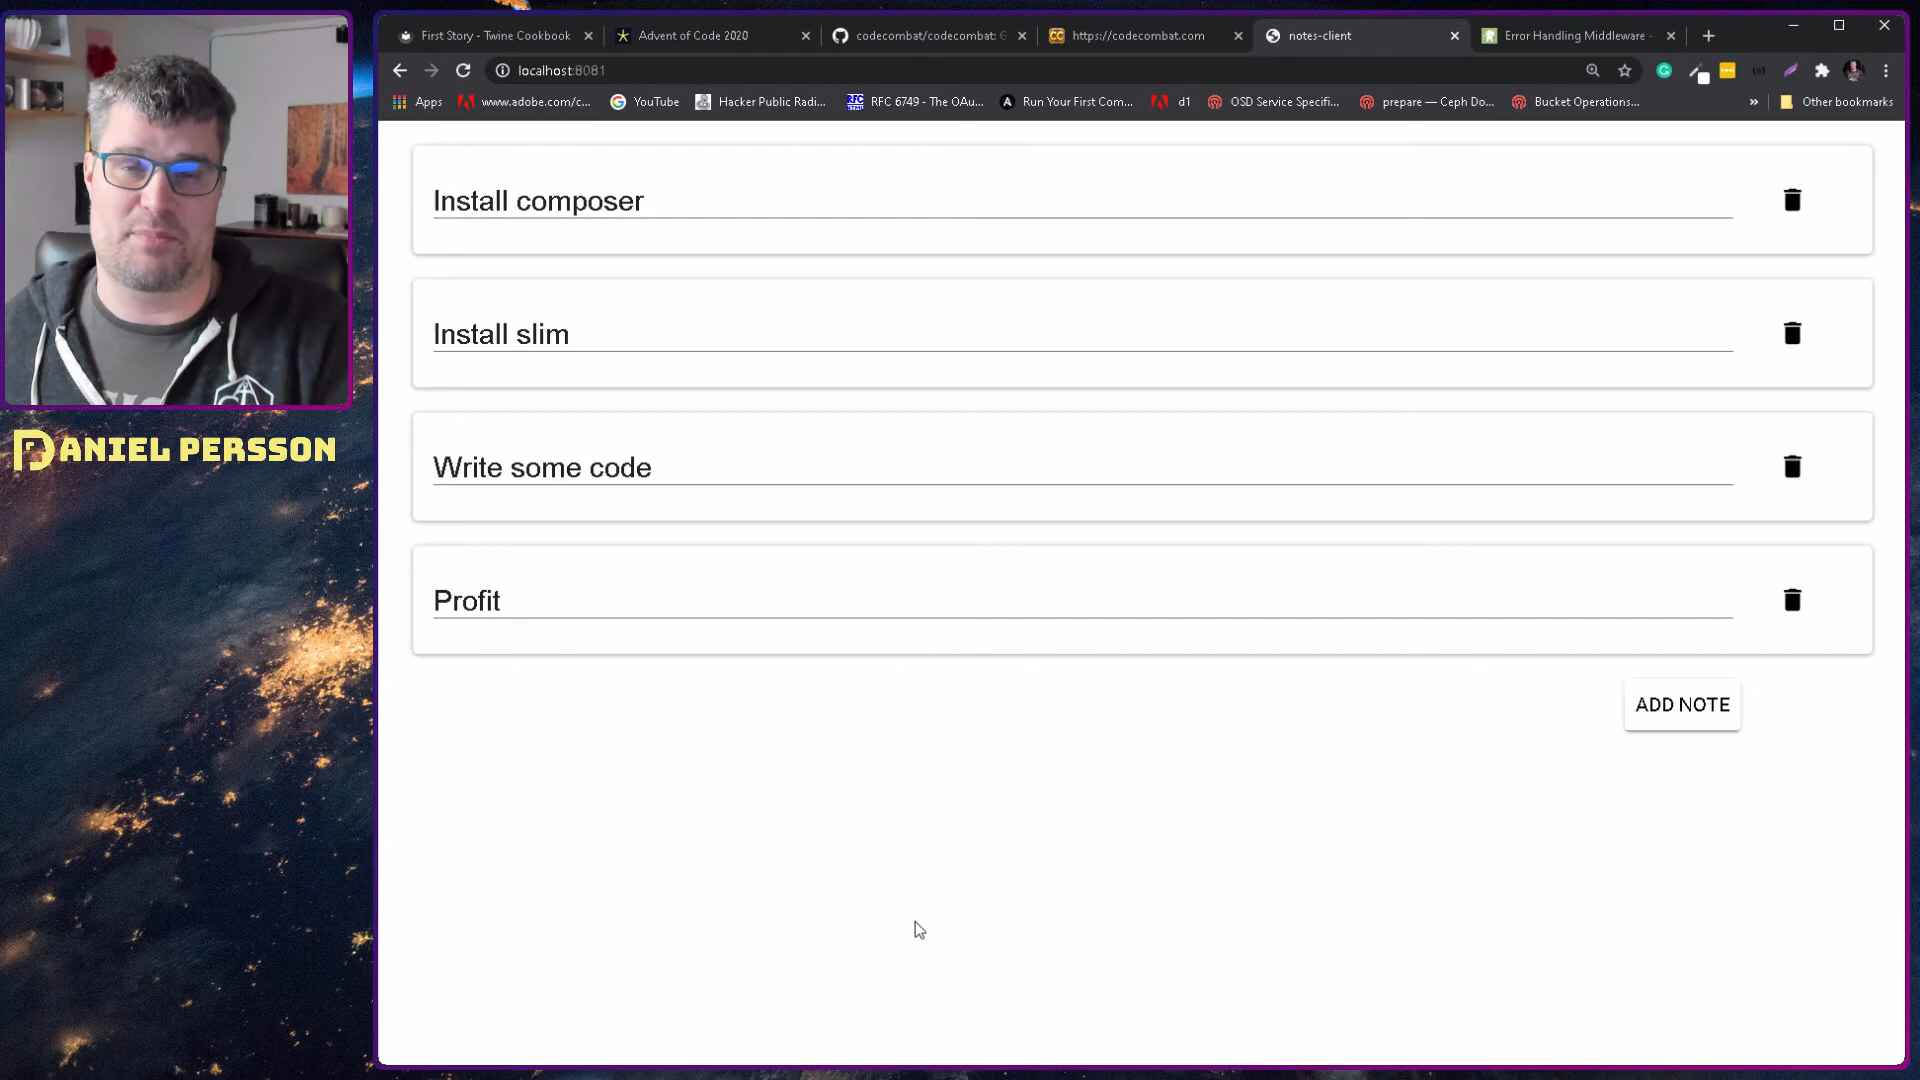 First Story - Twine Cookbook
Advent of Code 2020
codecombat/codecombat: G
https://codecombat.com
notes-client
Error Handling Middleware -
localhost:8081
Apps
www.adobe.com/c...
YouTube
Hacker Public Radi...
RFC 6749 - The OAu...
Run Your First Com...
d1
OSD Service Specifi...
prepare — Ceph Do...
Bucket Operations...
»
Other bookmarks
Install composer
Install slim
Write some code
Profit
ADD NOTE
DANIEL PERSSON